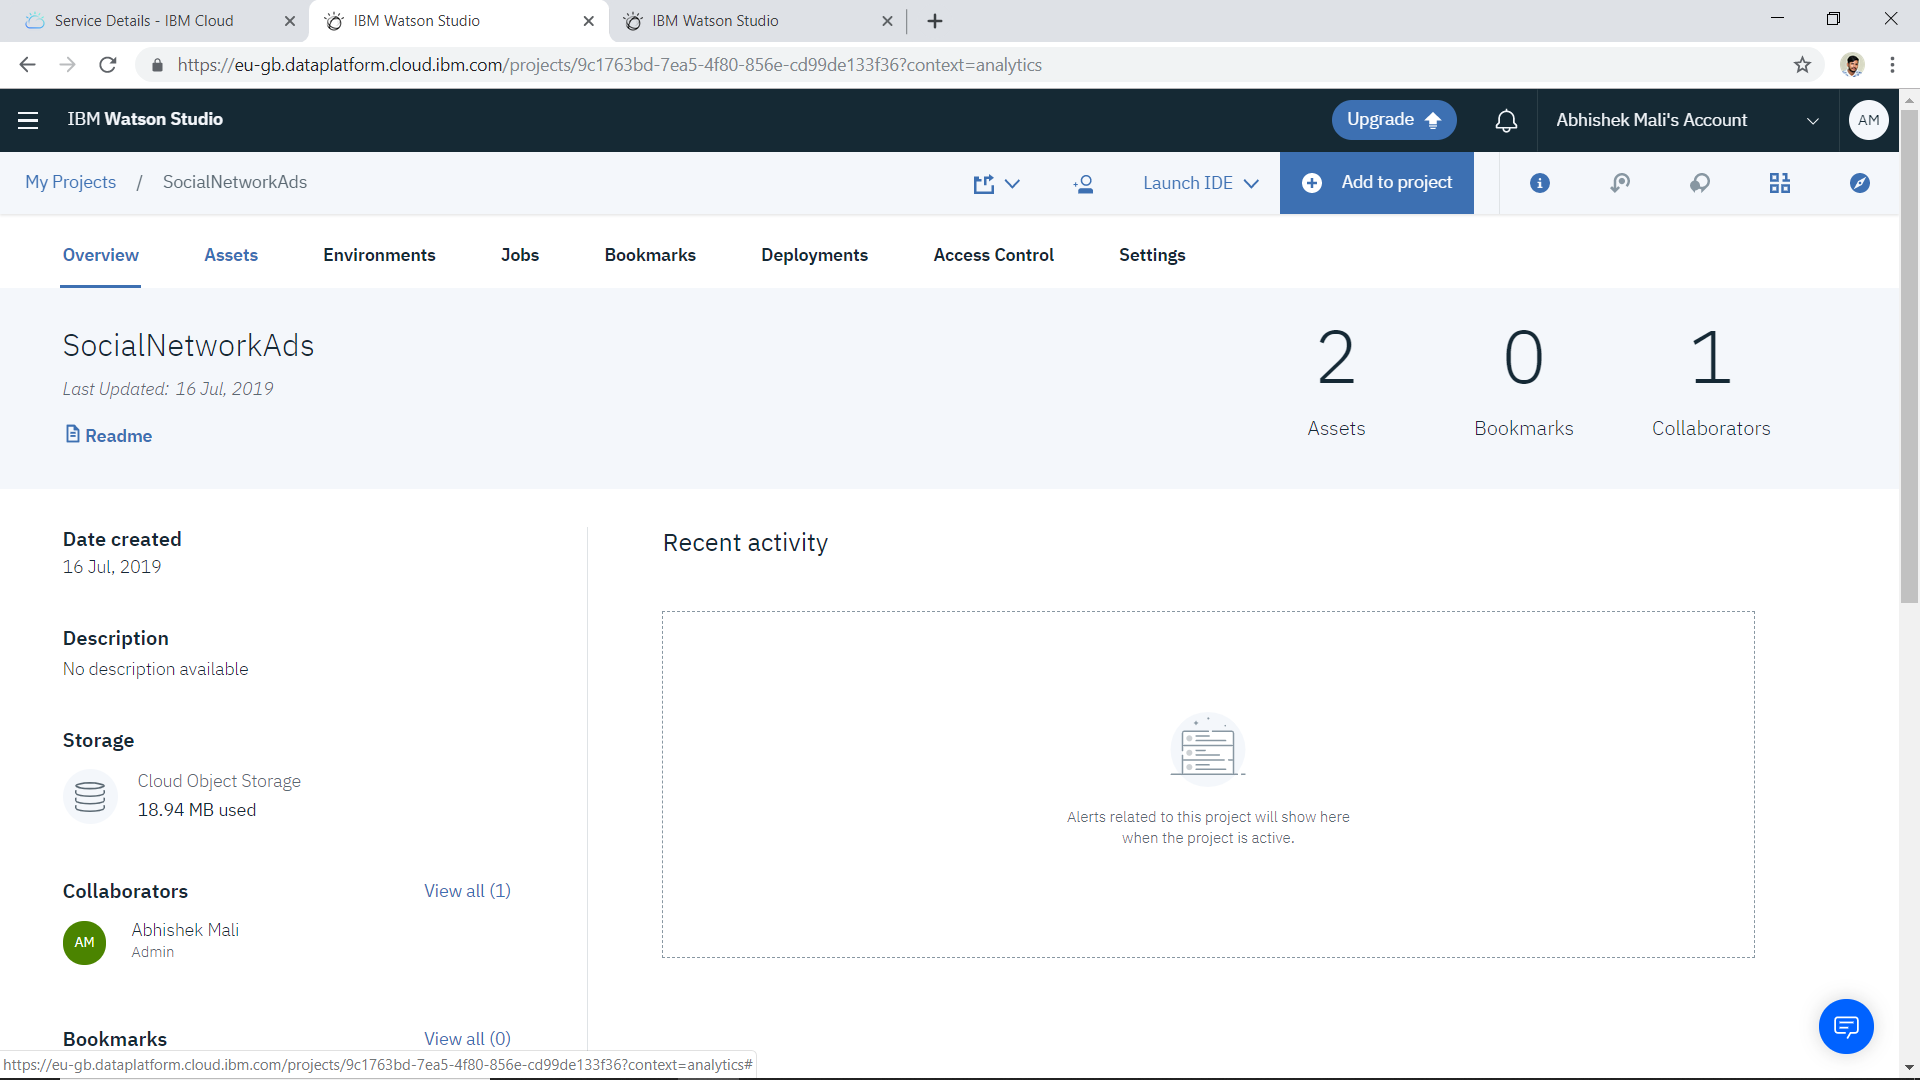 Service Details - IBM Cloud
IBM Watson Studio
IBM Watson Studio
https://eu-gb.dataplatform.cloud.ibm.com/projects/9c1763bd-7ea5-4f80-856e-cd99de133f36?context=analytics
IBM Watson Studio
Upgrade
Abhishek Mali's Account
AM
My Projects / SocialNetworkAds
Launch IDE
Add to project
Overview
Assets
Environments
Jobs
Bookmarks
Deployments
Access Control
Settings
SocialNetworkAds
Last Updated: 16 Jul, 2019
Readme
2
Assets
0
Bookmarks
1
Collaborators
Date created
16 Jul, 2019
Description
No description available
Storage
Cloud Object Storage
18.94 MB used
Collaborators
View all (1)
AM
Abhishek Mali
Admin
Bookmarks
View all (0)
Recent activity
Alerts related to this project will show here
when the project is active.
https://eu-gb.dataplatform.cloud.ibm.com/projects/9c1763bd-7ea5-4f80-856e-cd99de133f36?context=analytics#